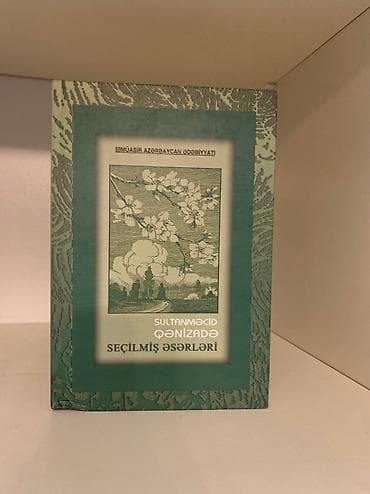 MÜASİR AZƏRBAYCAN ƏDƏBİYYATI
SULTANMƏCİD
QƏNİZADƏ
SEÇİLMİŞ ƏSƏRLƏRİ